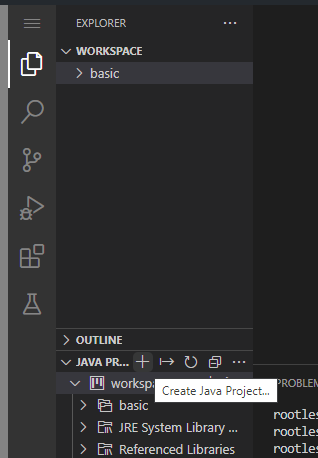 EXPLORER
WORKSPACE
basic
OUTLINE
JAVA PR...
Create Java Project...
PROBLEM
workspa
basic
JRE System Library ...
Referenced Libraries
rootles
rootles